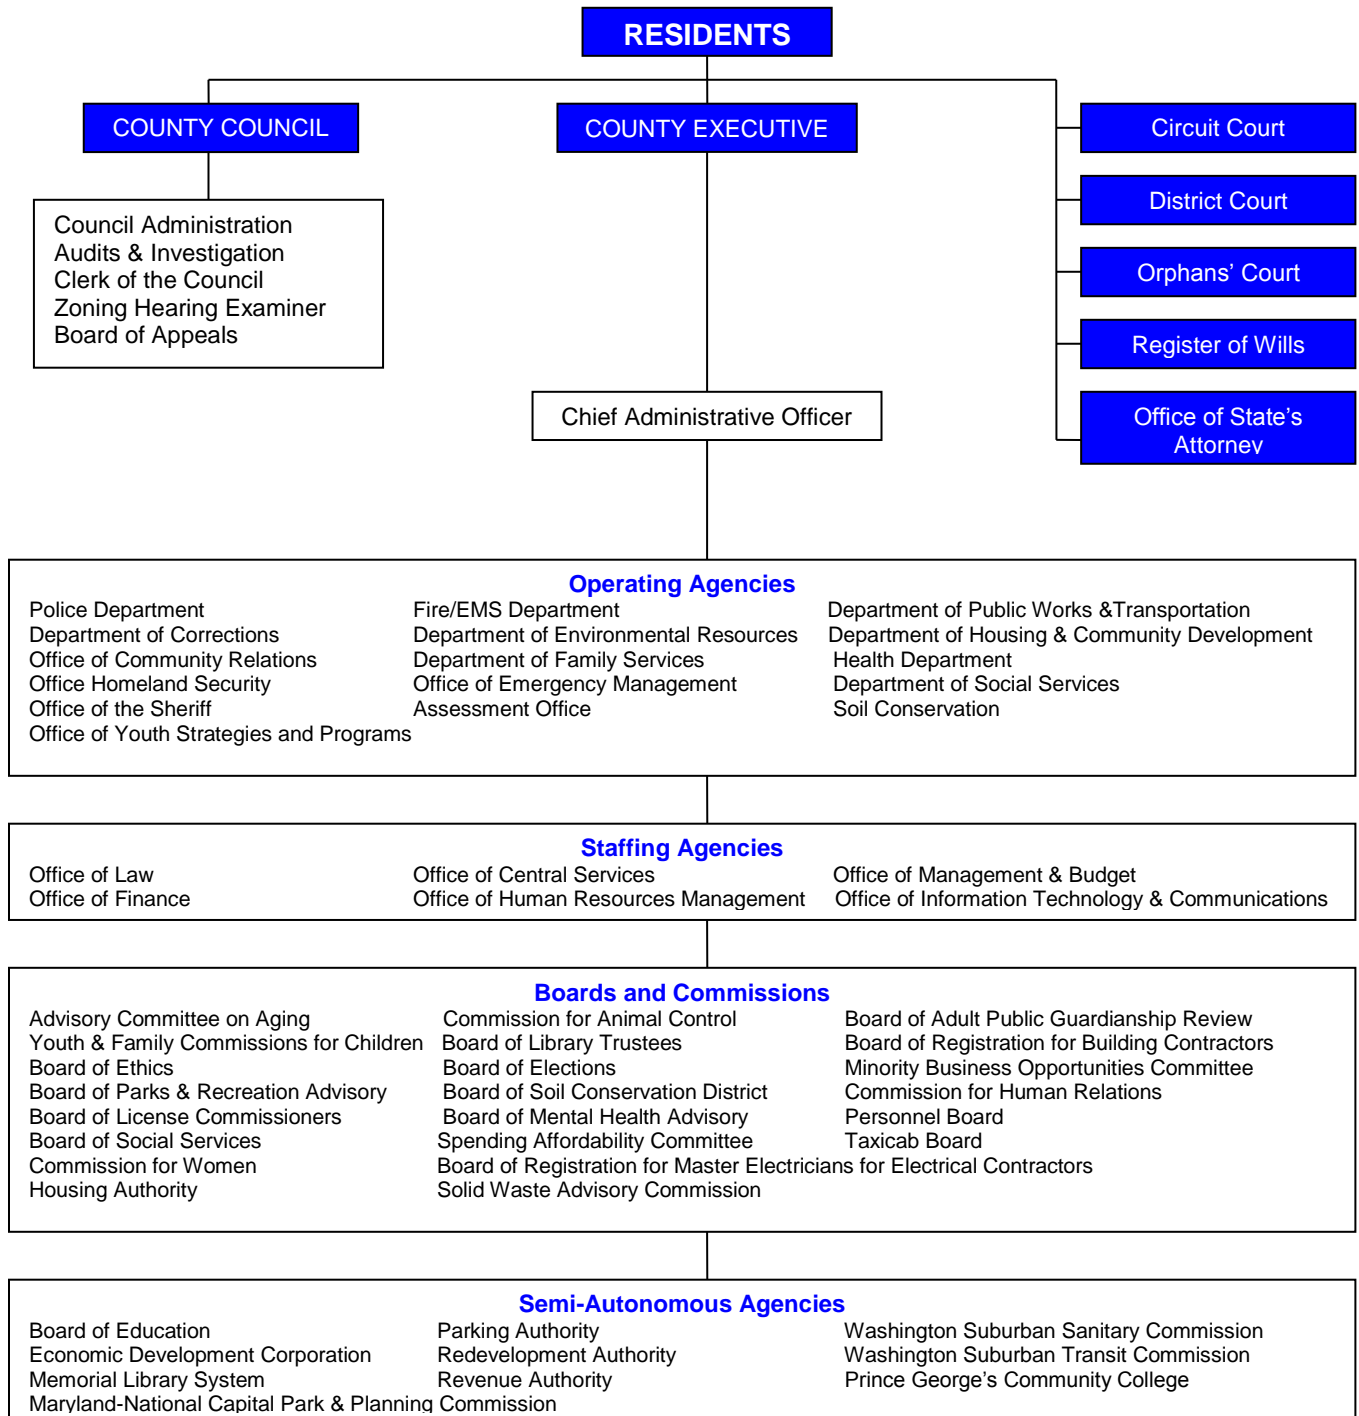 RESIDENTS
COUNTY COUNCIL
COUNTY EXECUTIVE
Circuit Court
District Court
Orphans’ Court
Register of Wills
Office of State’s
Attorney
Council Administration
Audits & Investigation
Clerk of the Council
Zoning Hearing Examiner
Board of Appeals
Chief Administrative Officer
Operating Agencies
Police Department Fire/EMS Department Department of Public Works &Transportation
Department of Corrections Department of Environmental Resources Department of Housing & Community Development
Office of Community Relations Department of Family Services Health Department
Office Homeland Security Office of Emergency Management Department of Social Services
Office of the Sheriff Assessment Office Soil Conservation
Office of Youth Strategies and Programs
Staffing Agencies
Office of Law Office of Central Services Office of Management & Budget
Office of Finance Office of Human Resources Management Office of Information Technology & Communications
Boards and Commissions
Advisory Committee on Aging Commission for Animal Control Board of Adult Public Guardianship Review
Youth & Family Commissions for Children Board of Library Trustees Board of Registration for Building Contractors
Board of Ethics Board of Elections Minority Business Opportunities Committee
Board of Parks & Recreation Advisory Board of Soil Conservation District Commission for Human Relations
Board of License Commissioners Board of Mental Health Advisory Personnel Board
Board of Social Services Spending Affordability Committee Taxicab Board
Commission for Women Board of Registration for Master Electricians for Electrical Contractors
Housing Authority Solid Waste Advisory Commission
Semi-Autonomous Agencies
Board of Education Parking Authority Washington Suburban Sanitary Commission
Economic Development Corporation Redevelopment Authority Washington Suburban Transit Commission
Memorial Library System Revenue Authority Prince George’s Community College
Maryland-National Capital Park & Planning Commission